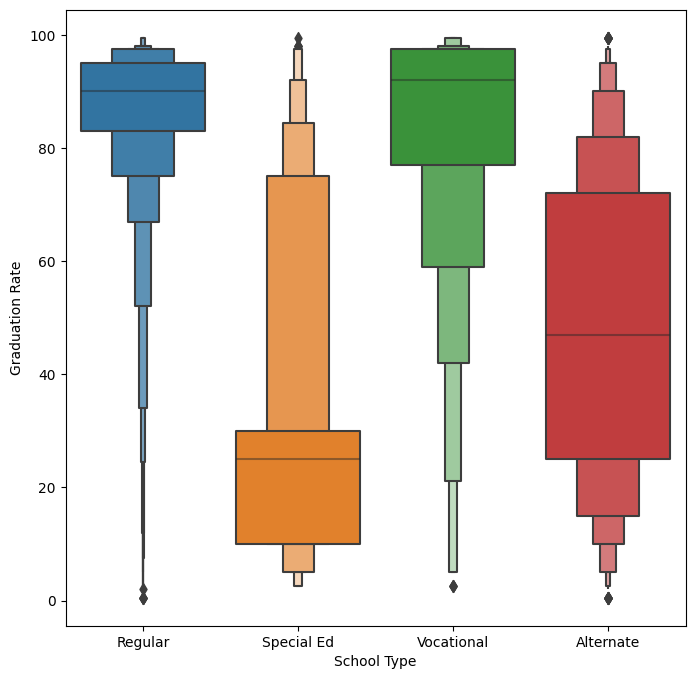 100
80
60
40
20
0
Graduation Rate
Regular
Special Ed
Vocational
Alternate
School Type